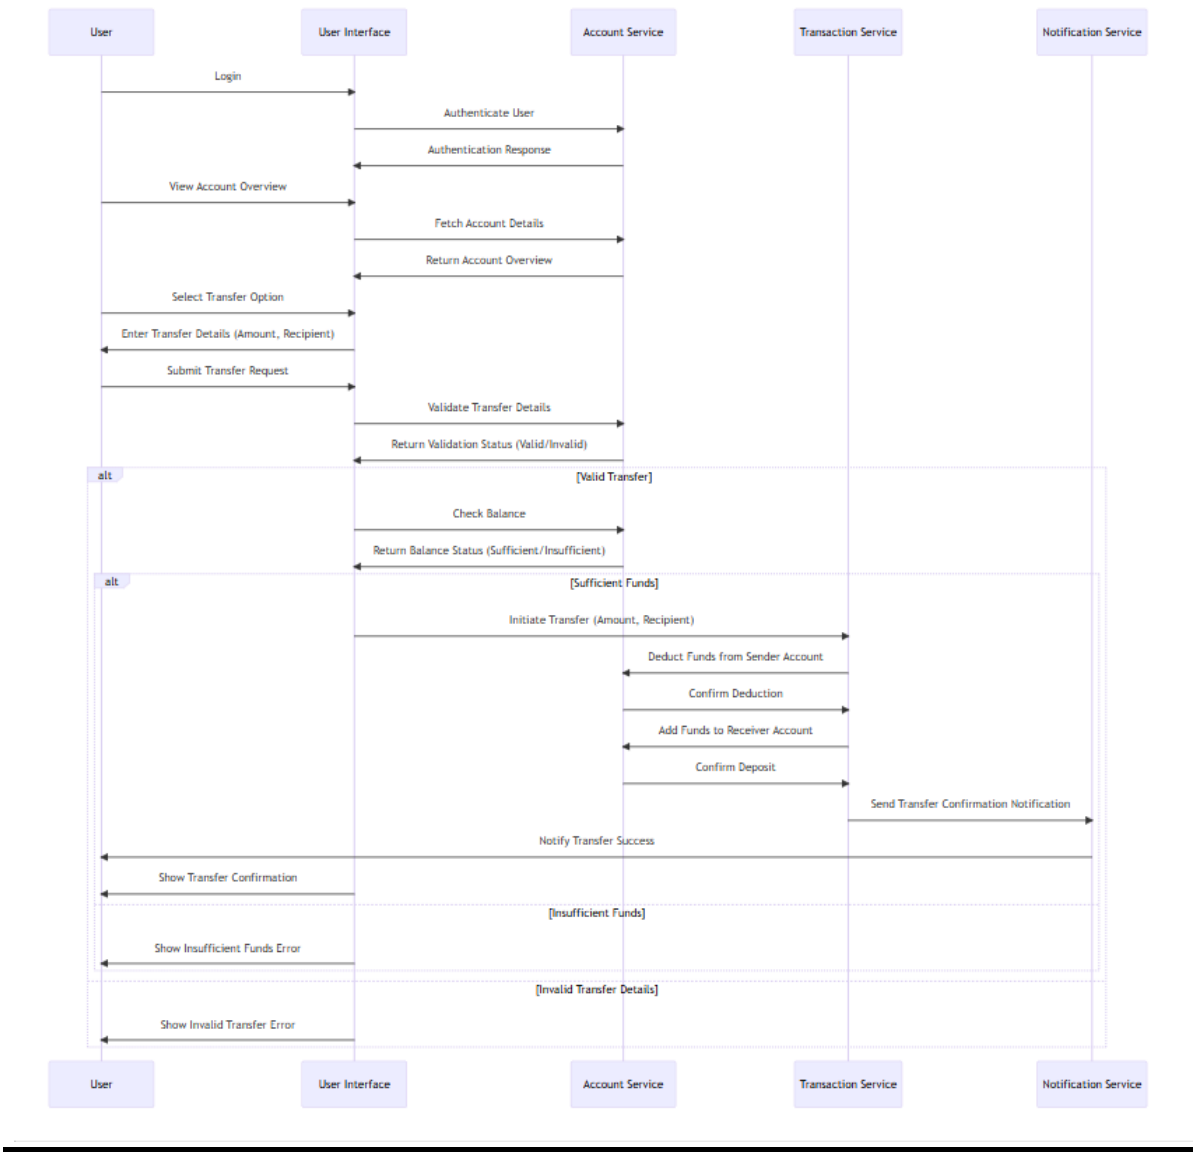 User
User Interface
Account Service
Transaction Service
Notification Service
Login
Authenticate User
Authentication Response
View Account Overview
Fetch Account Details
Return Account Overview
Select Transfer Option
Enter Transfer Details (Amount, Recipient)
Submit Transfer Request
Validate Transfer Details
Return Validation Status (Valid/Invalid)
alt
[Valid Transfer]
Check Balance
Return Balance Status (Sufficient/Insufficient)
alt
[Sufficient Funds]
Initiate Transfer (Amount, Recipient)
Deduct Funds from Sender Account
Confirm Deduction
Add Funds to Receiver Account
Confirm Deposit
Send Transfer Confirmation Notification
Notify Transfer Success
Show Transfer Confirmation
[Insufficient Funds]
Show Insufficient Funds Error
[Invalid Transfer Details]
Show Invalid Transfer Error
User
User Interface
Account Service
Transaction Service
Notification Service